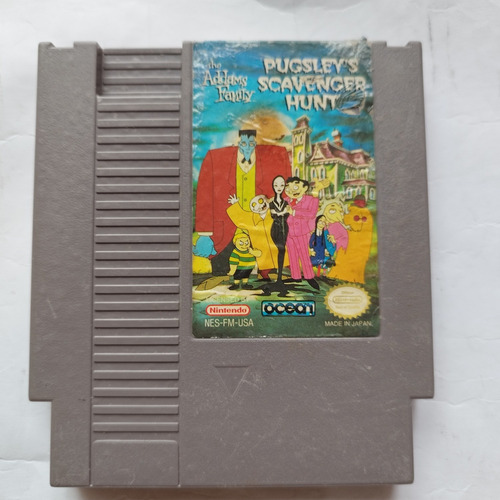 the
Addams
Family
PUGSLEY'S
SCAVENGER
HUNT
Nintendo
NES-FM-USA
ocean
MADE IN JAPAN